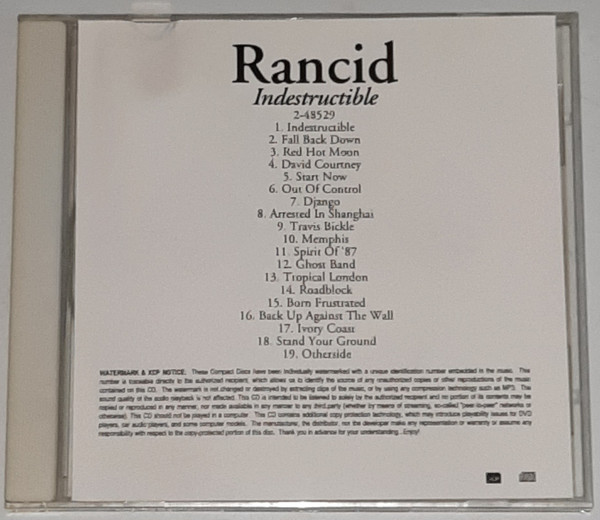 Rancid
Indestructible
2-48529
1. Indestructible
2. Fall Back Down
3. Red Hot Moon
4. David Courtney
5. Start Now
6. Out Of Control
7. Django
8. Arrested In Shanghai
9. Travis Bickle
10. Memphis
11. Spirit Of '87
12. Ghost Band
13. Tropical London
14. Roadblock
15. Born Frustrated
16. Back Up Against The Wall
17. Ivory Coast
18. Stand Your Ground
19. Otherside
WATERMARK & XCP NOTICE: These Compact Discs have been individually watermarked with a unique identification number embedded in the music. This
number is traceable directly to the authorized recipient, which allows us to identify the source of any unauthorized copies or other reproductions of the music
contained on this CD. The watermark is not changed or destroyed by extracting clips of the music, or by using any compression technology such as MP3. The
sound quality of the audio playback is not affected. This CD is intended to be listened to solely by the authorized recipient and no portion of its contents may be
copied or reproduced in any manner, nor made available in any manner to any third party (whether by means of streaming, so-called "peer-to-peer" networks or
otherwise). This CD should not be played in a computer. This CD contains additional copy protection technology, which may introduce playability issues for DVD
players, car audio players, and some computer models. The manufacturer, the distributor, nor the developer make any representation or warranty or assume any
responsibility with respect to the copy-protected portion of this disc. Thank you in advance for your understanding...Enjoy!